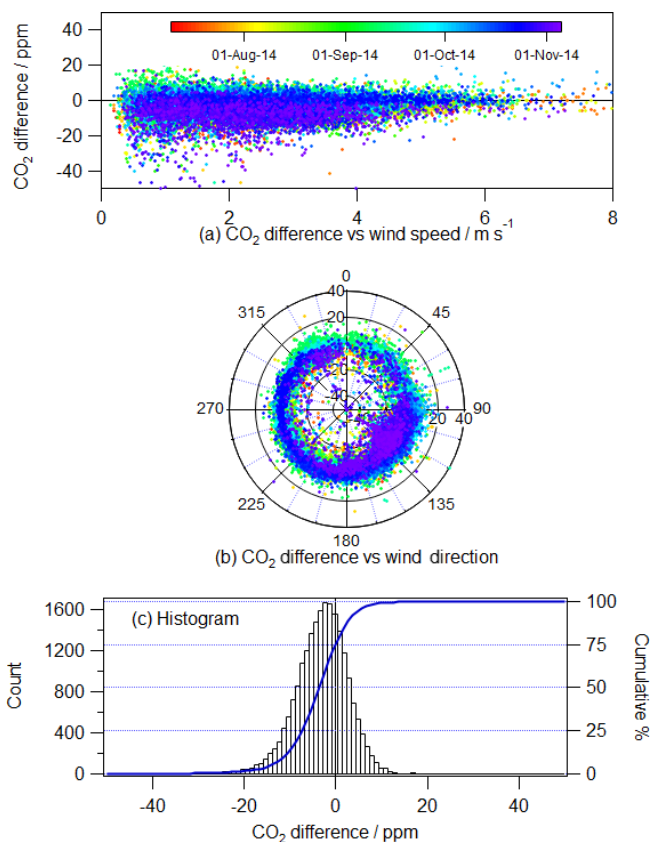 40
20
0
-20
-40
CO2 difference / ppm
01-Aug-14 01-Sep-14 01-Oct-14 01-Nov-14
0 2 4 6 8
(a) CO2 difference vs wind speed / m s-1
0
315 45
40
20
-20
-40
270 90
-40 20 40
225 135
180
(b) CO2 difference vs wind direction
(c) Histogram
1600
1200
800
400
0
Count
100
75
50
25
0
Cumulative %
-40 -20 0 20 40
CO2 difference / ppm